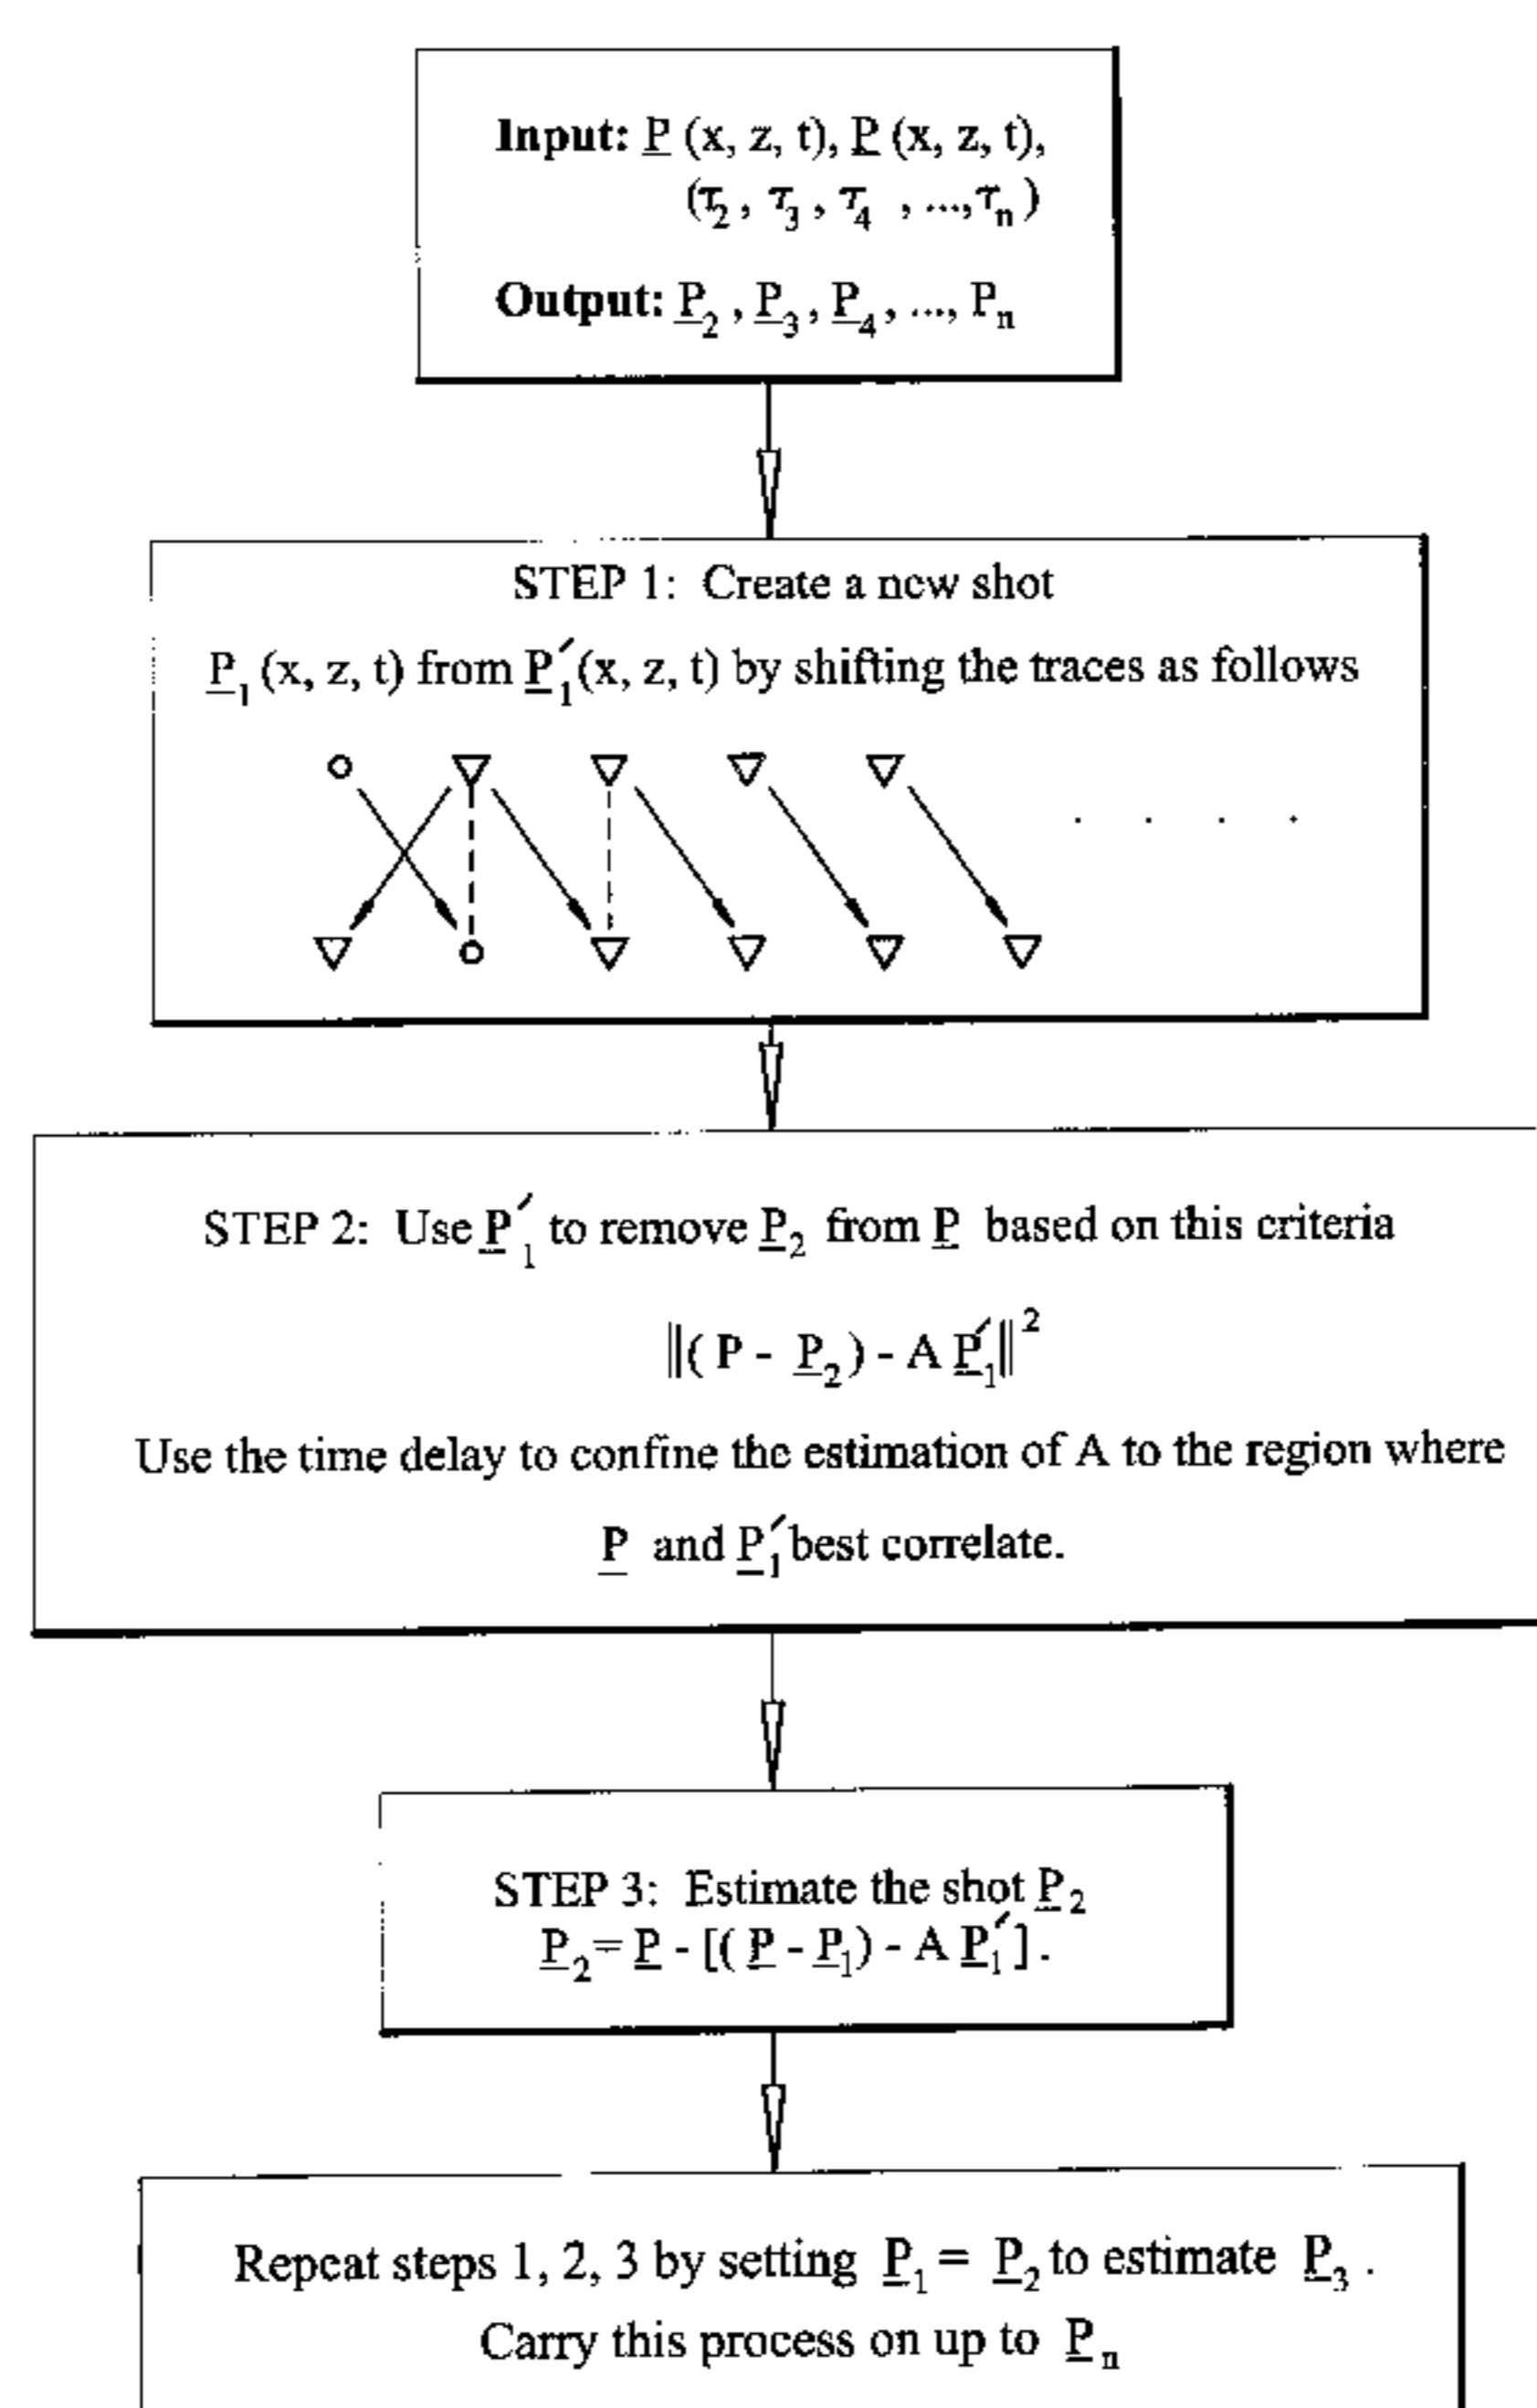 Input: P (x, z, t), P (x, z, t),
(τ2, τ3, τ4 , ...,τn )
Output: P2 , P3 , P4 , ..., Pn
STEP 1: Create a new shot
P1 (x, z, t) from P′1(x, z, t) by shifting the traces as follows
. . . .
STEP 2: Use P′1 to remove P2 from P based on this criteria
‖( P - P2 ) - A P′1‖²
Use the time delay to confine the estimation of A to the region where
P and P′1 best correlate.
STEP 3: Estimate the shot P2
P2 = P - [( P - P1) - A P′1 ] .
Repeat steps 1, 2, 3 by setting P1 = P2 to estimate P3 .
Carry this process on up to Pn